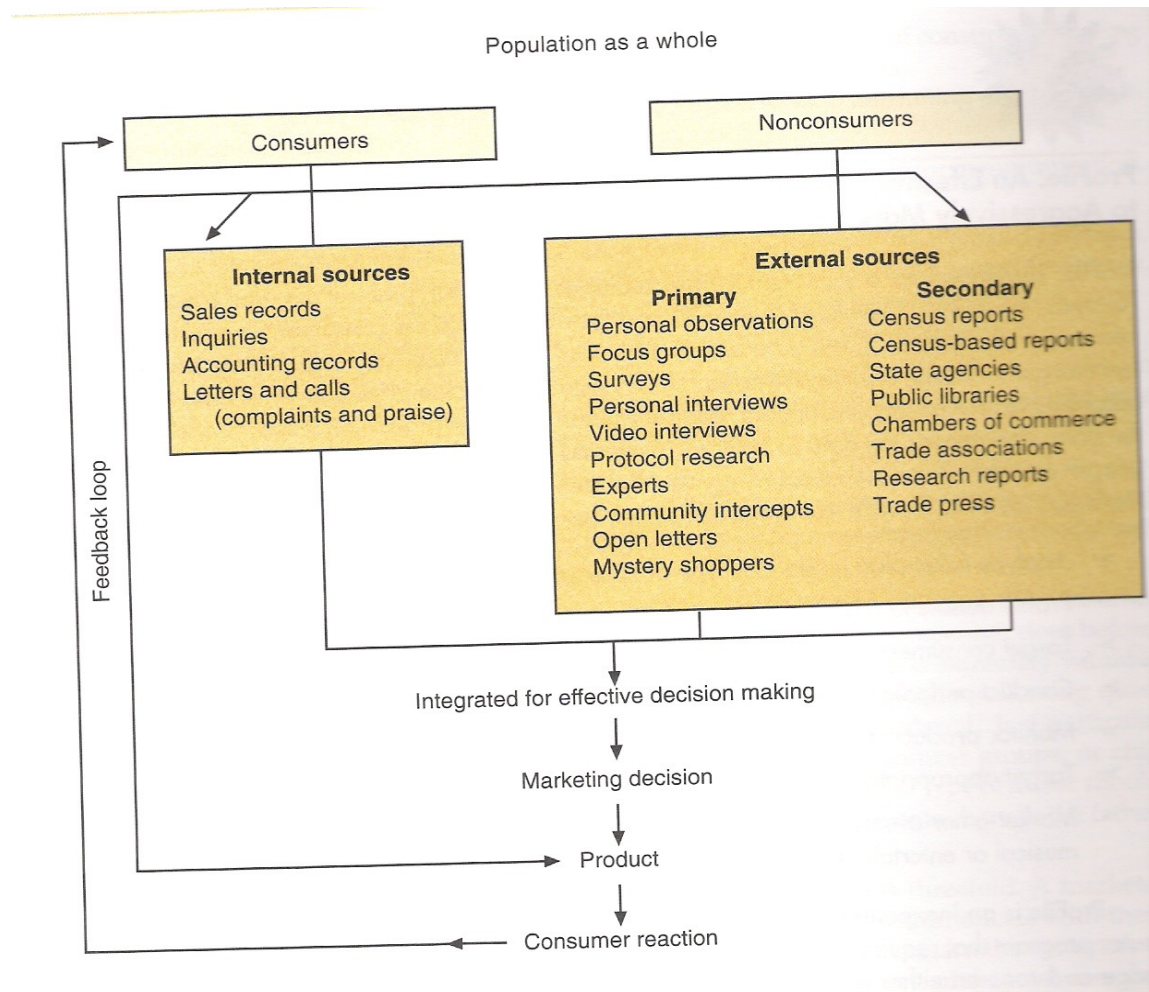 Population as a whole
Consumers
Nonconsumers
Internal sources
Sales records
Inquiries
Accounting records
Letters and calls
(complaints and praise)
External sources
Primary
Personal observations
Focus groups
Surveys
Personal interviews
Video interviews
Protocol research
Experts
Community intercepts
Open letters
Mystery shoppers
Secondary
Census reports
Census-based reports
State agencies
Public libraries
Chambers of commerce
Trade associations
Research reports
Trade press
Feedback loop
Integrated for effective decision making
Marketing decision
Product
Consumer reaction